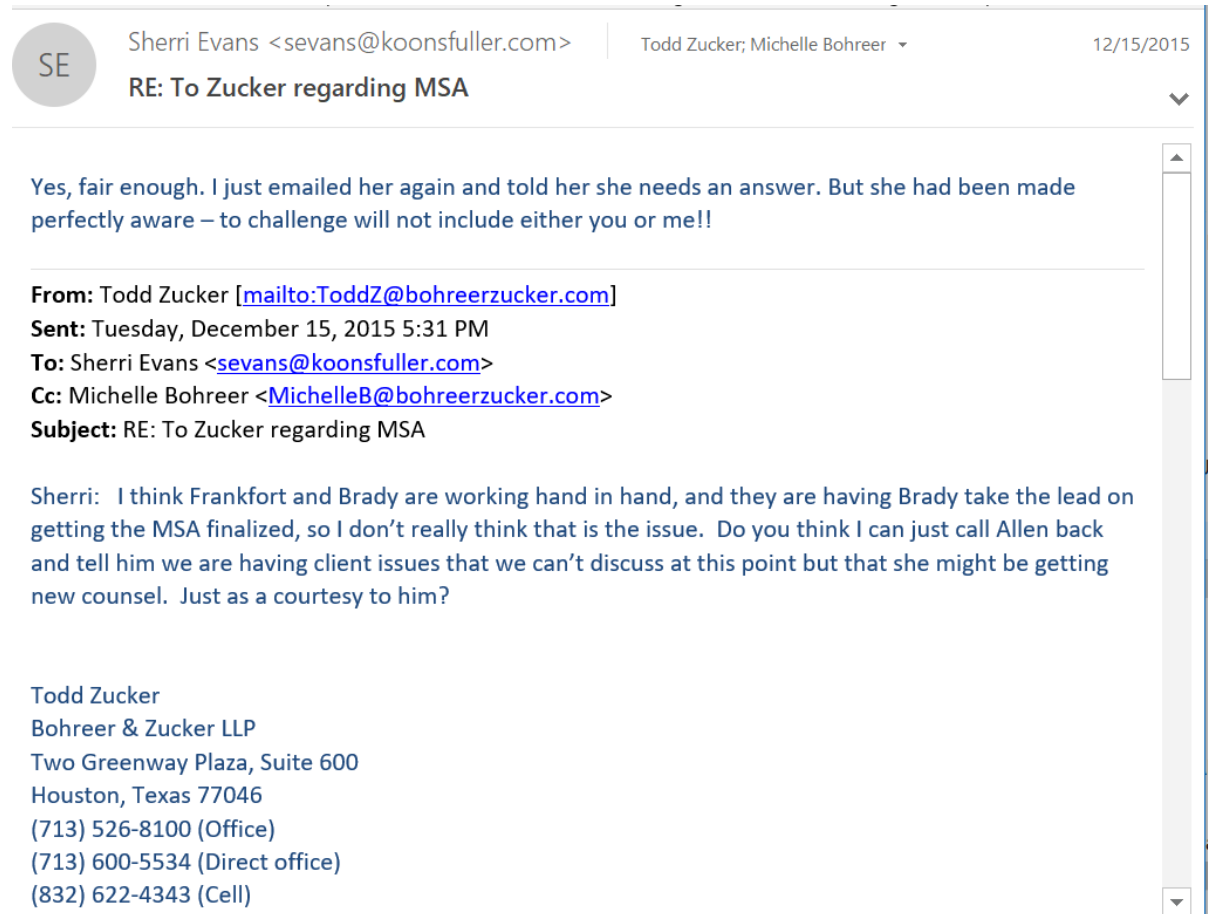 SE
Sherri Evans <sevans@koonsfuller.com>
Todd Zucker; Michelle Bohreer
12/15/2015
RE: To Zucker regarding MSA
Yes, fair enough. I just emailed her again and told her she needs an answer. But she had been made
perfectly aware – to challenge will not include either you or me!!
From: Todd Zucker [mailto:ToddZ@bohreerzucker.com]
Sent: Tuesday, December 15, 2015 5:31 PM
To: Sherri Evans <sevans@koonsfuller.com>
Cc: Michelle Bohreer <MichelleB@bohreerzucker.com>
Subject: RE: To Zucker regarding MSA
Sherri:   I think Frankfort and Brady are working hand in hand, and they are having Brady take the lead on
getting the MSA finalized, so I don’t really think that is the issue.  Do you think I can just call Allen back
and tell him we are having client issues that we can’t discuss at this point but that she might be getting
new counsel.  Just as a courtesy to him?
Todd Zucker
Bohreer & Zucker LLP
Two Greenway Plaza, Suite 600
Houston, Texas 77046
(713) 526-8100 (Office)
(713) 600-5534 (Direct office)
(832) 622-4343 (Cell)